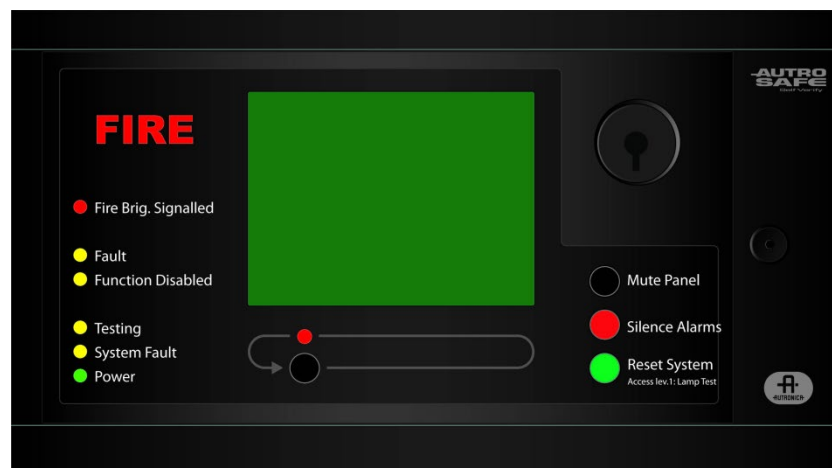 AUTRO
SAFE
Self Verify
FIRE
Fire Brig. Signalled
Fault
Function Disabled
Mute Panel
Testing
Silence Alarms
System Fault
Reset System
Power
Access lev.1: Lamp Test
AUTRONICA